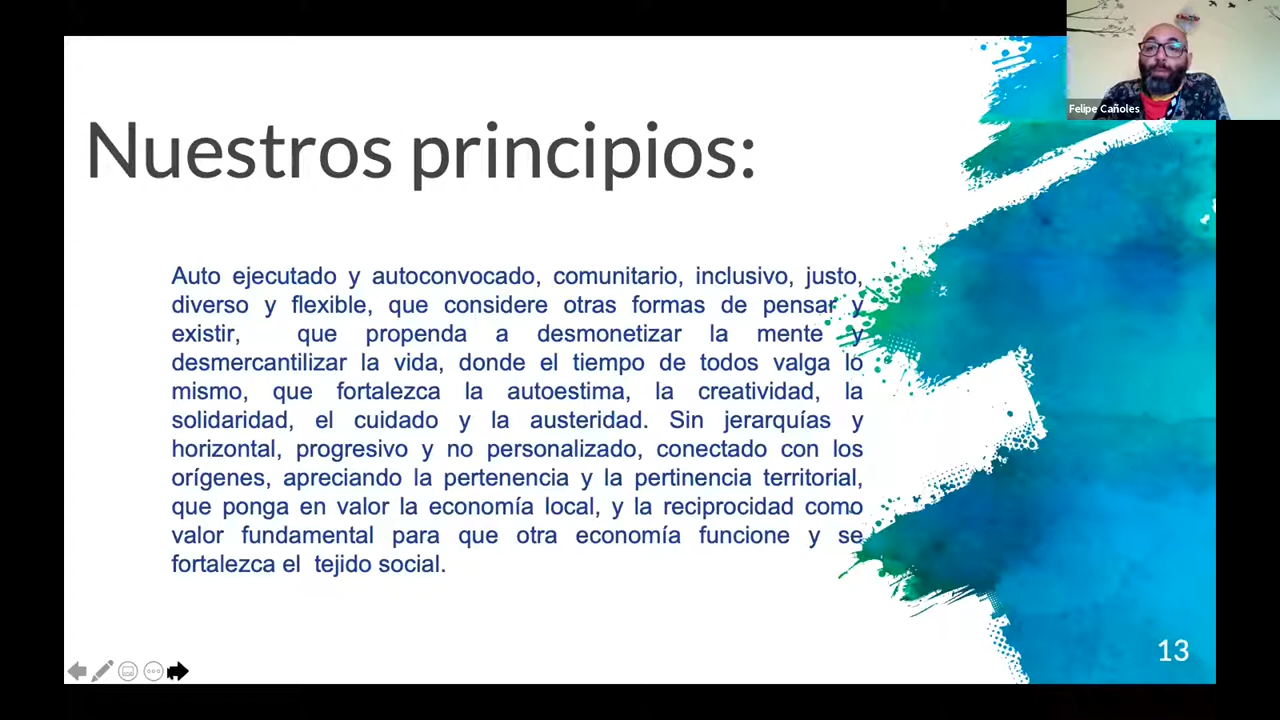 Felipe Cañoles
Nuestros principios:
Auto ejecutado y autoconvocado, comunitario, inclusivo, justo,
diverso y flexible, que considere otras formas de pensar y
existir, que propenda a desmonetizar la mente y
desmercantilizar la vida, donde el tiempo de todos valga lo
mismo, que fortalezca la autoestima, la creatividad, la
solidaridad, el cuidado y la austeridad. Sin jerarquías y
horizontal, progresivo y no personalizado, conectado con los
orígenes, apreciando la pertenencia y la pertinencia territorial,
que ponga en valor la economía local, y la reciprocidad como
valor fundamental para que otra economía funcione y se
fortalezca el tejido social.
13